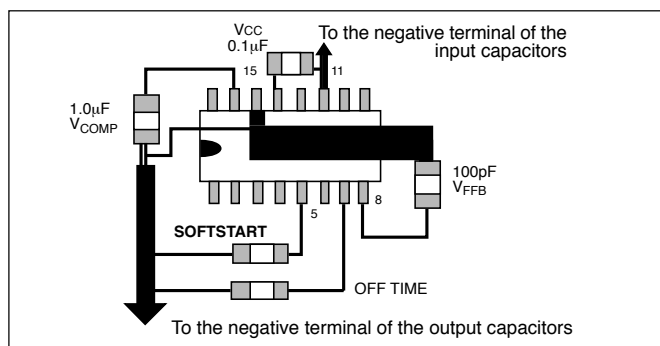 VCC
0.1μF
To the negative terminal of the
input capacitors
15
11
1.0μF
VCOMP
100pF
VFFB
5
8
SOFTSTART
OFF TIME
To the negative terminal of the output capacitors